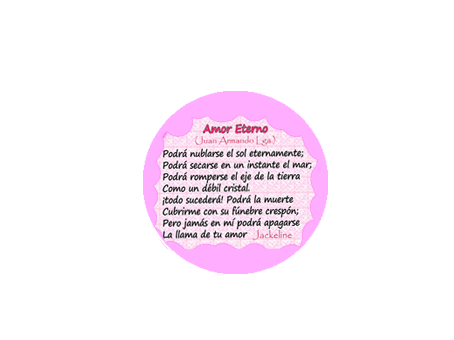 Amor Eterno
(Juan Armando Lga.)
Podrá nublarse el sol eternamente;
Podrá secarse en un instante el mar;
Podrá romperse el eje de la tierra
Como un débil cristal.
¡todo sucederá! Podrá la muerte
Cubrirme con su fúnebre crespón;
Pero jamás en mí podrá apagarse
La llama de tu amor Jackeline